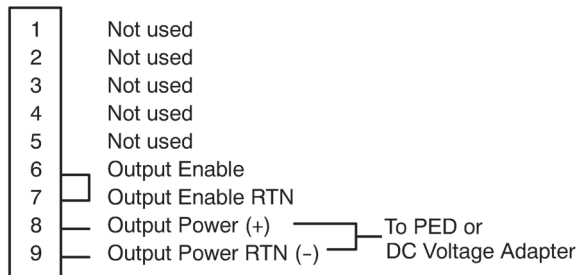 1 Not used
2 Not used
3 Not used
4 Not used
5 Not used
6 Output Enable
7 Output Enable RTN
8 Output Power (+)
9 Output Power RTN (–)
To PED or
DC Voltage Adapter